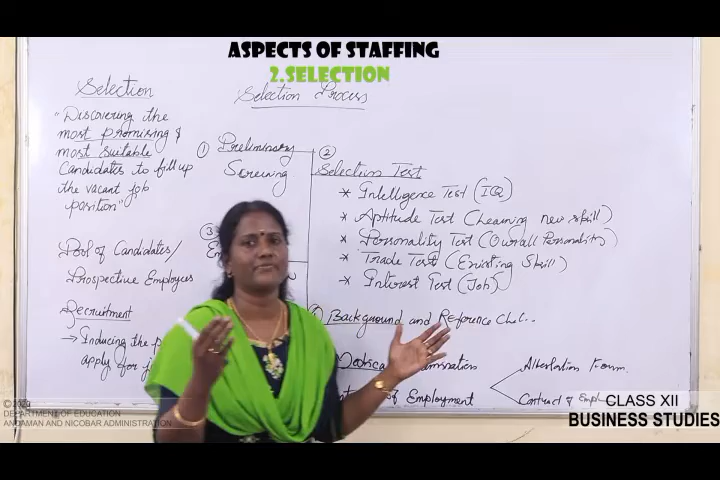 ASPECTS OF STAFFING
2.SELECTION
Selection Process
Selection
"Discovering the
most promising &
most suitable
Candidates to fill up
the vacant job
position"
Pool of Candidates/
Prospective Employees
Recruitment
→ Inducing the
apply for
① Preliminary
Screening
②
Selection Test
* Intelligence Test (IQ)
* Aptitude Test (Learning new skill)
* Personality Test (Overall Personality)
* Trade Test (Existing Skill)
* Interest Test (Job)
③
Background and Reference
Employment
Form
Contract of
©2020
DEPARTMENT OF EDUCATION
ANDAMAN AND NICOBAR ADMINISTRATION
CLASS XII
BUSINESS STUDIES